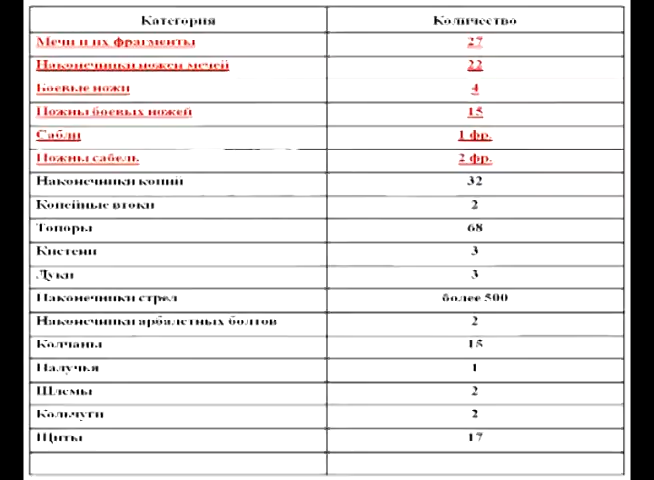 Категория Количество
Мечи и их фрагменты 27
Наконечники ножен мечей 22
Боевые ножи 4
Ножны боевых ножей 15
Сабли 1 фр.
Ножны сабель 2 фр.
Наконечники копий 32
Копейные втоки 2
Топоры 68
Кистени 3
Луки 3
Наконечники стрел более 500
Наконечники арбалетных болтов 2
Колчаны 15
Налучья 1
Шлемы 2
Кольчуги 2
Щиты 17